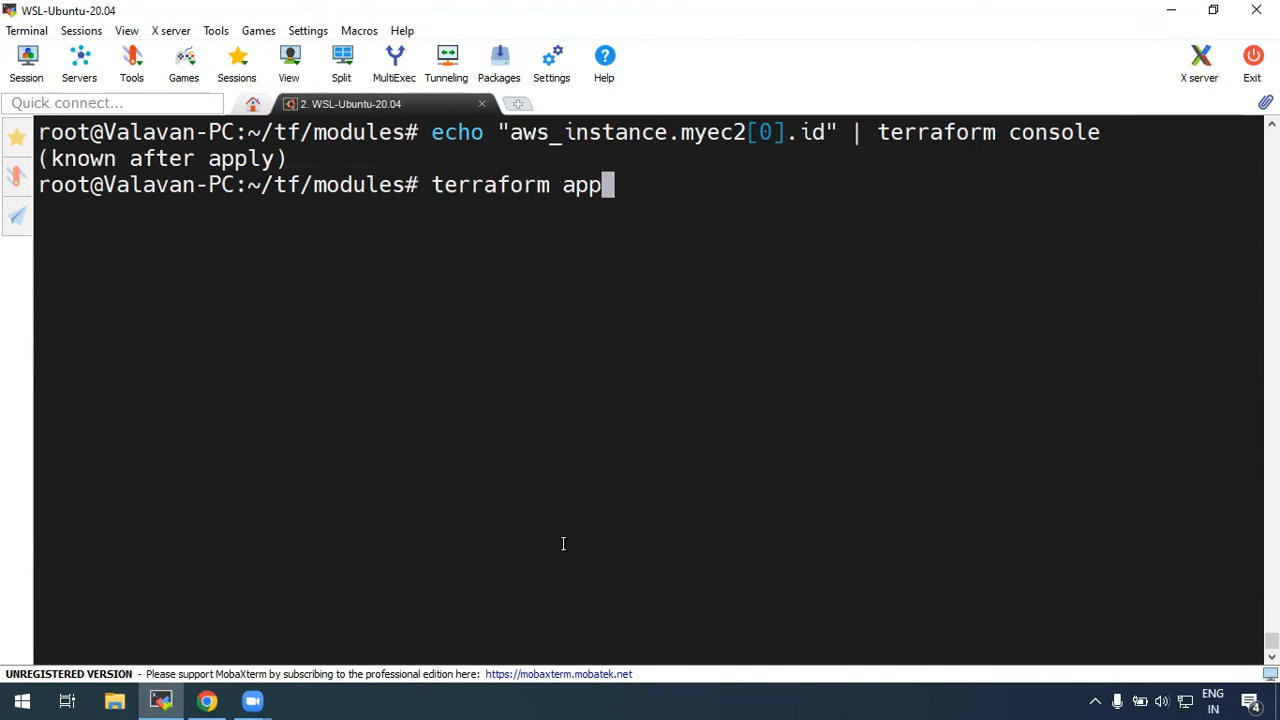 WSL-Ubuntu-20.04
Terminal Sessions View X server Tools Games Settings Macros Help
Session Servers Tools Games Sessions View Split MultiExec Tunneling Packages Settings Help X server Exit
Quick connect... 2. WSL-Ubuntu-20.04
root@Valavan-PC:~/tf/modules# echo "aws_instance.myec2[0].id" | terraform console
(known after apply)
root@Valavan-PC:~/tf/modules# terraform app
UNREGISTERED VERSION - Please support MobaXterm by subscribing to the professional edition here: https://mobaxterm.mobatek.net
ENG
IN
4